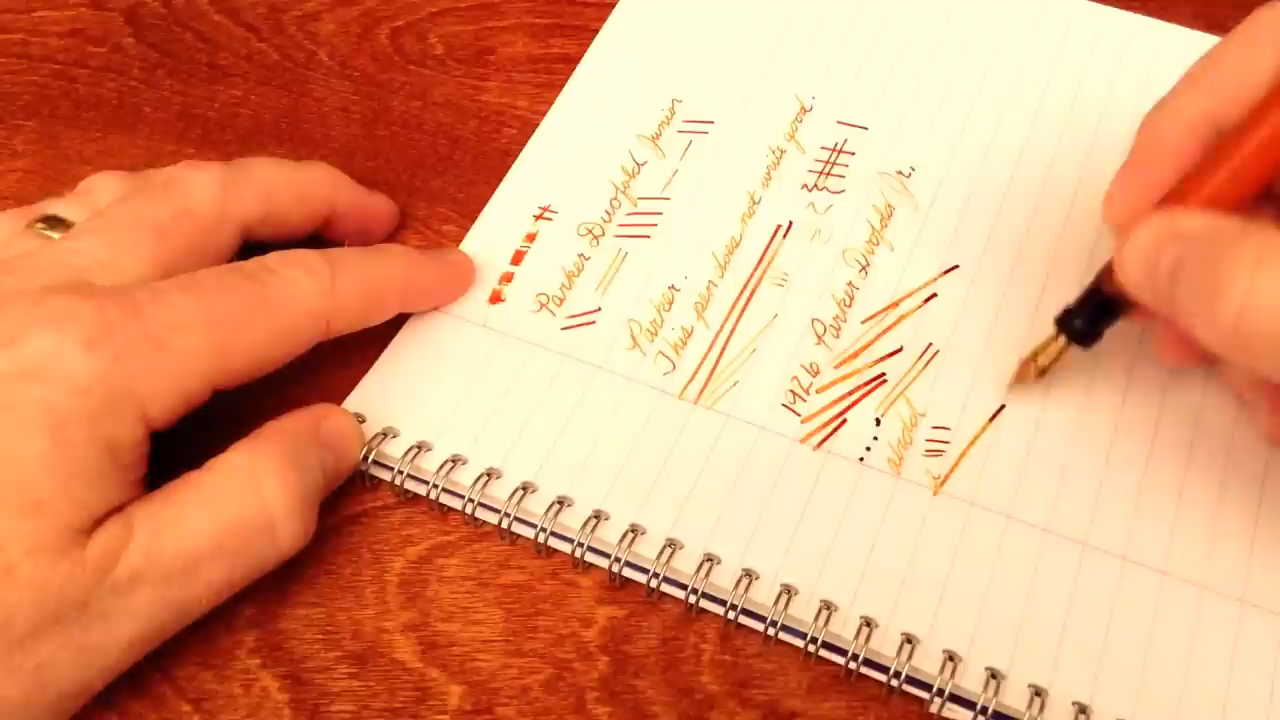 Parker Duofold Junior
Parker
This pen does not write good.
1926 Parker Duofold Jr.